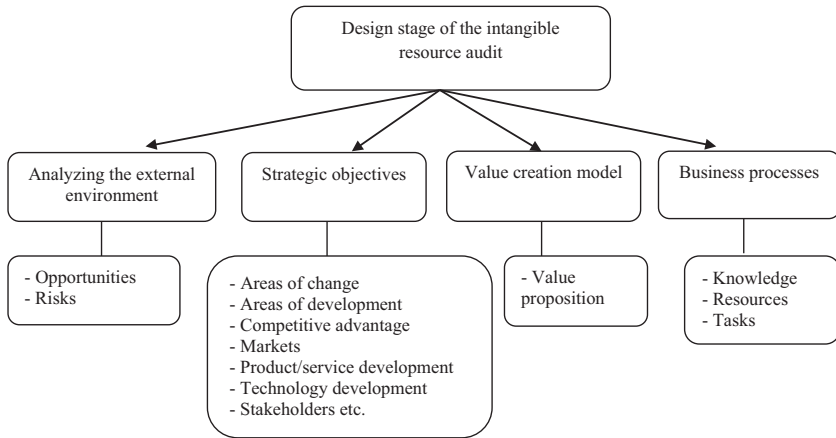 Design stage of the intangible
resource audit
Analyzing the external
environment
Strategic objectives
Value creation model
Business processes
- Opportunities
- Risks
- Areas of change
- Areas of development
- Competitive advantage
- Markets
- Product/service development
- Technology development
- Stakeholders etc.
- Value
proposition
- Knowledge
- Resources
- Tasks